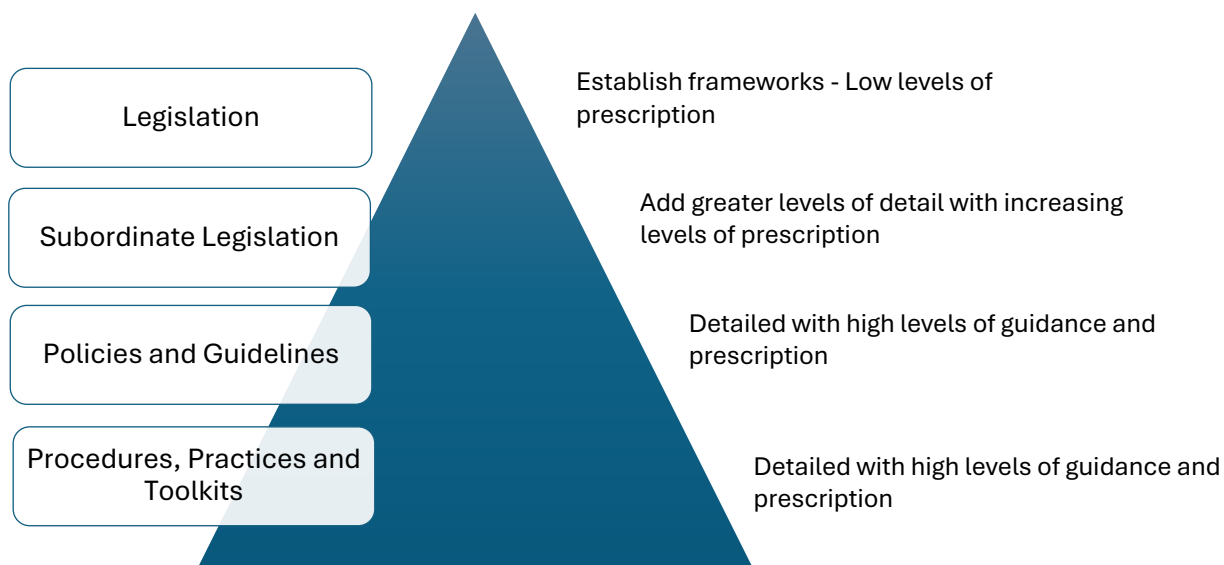 Legislation
Establish frameworks - Low levels of
prescription
Subordinate Legislation
Add greater levels of detail with increasing
levels of prescription
Policies and Guidelines
Detailed with high levels of guidance and
prescription
Procedures, Practices and
Toolkits
Detailed with high levels of guidance and
prescription